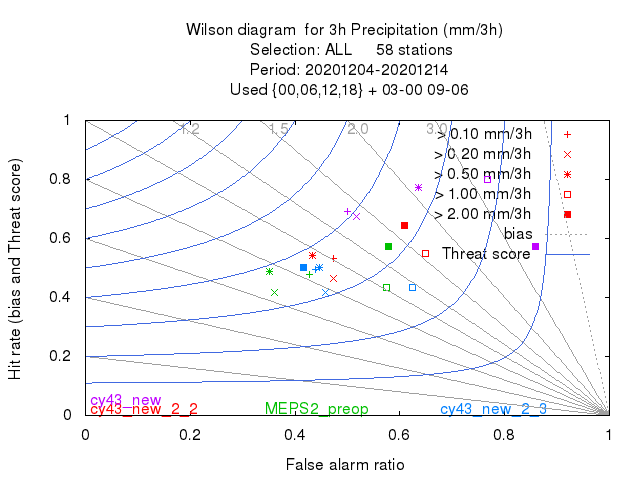 Wilson diagram  for 3h Precipitation (mm/3h)
Selection: ALL     58 stations
Period: 20201204-20201214
Used {00,06,12,18} + 03-00 09-06
1.2 1.5 2.0 3.0
> 0.10 mm/3h
> 0.20 mm/3h
> 0.50 mm/3h
> 1.00 mm/3h
> 2.00 mm/3h
bias
Threat score
Hit rate (bias and Threat score)
1
0.8
0.6
0.4
0.2
0
cy43_new
cy43_new_2_2 MEPS2_preop cy43_new_2_3
0 0.2 0.4 0.6 0.8 1
False alarm ratio